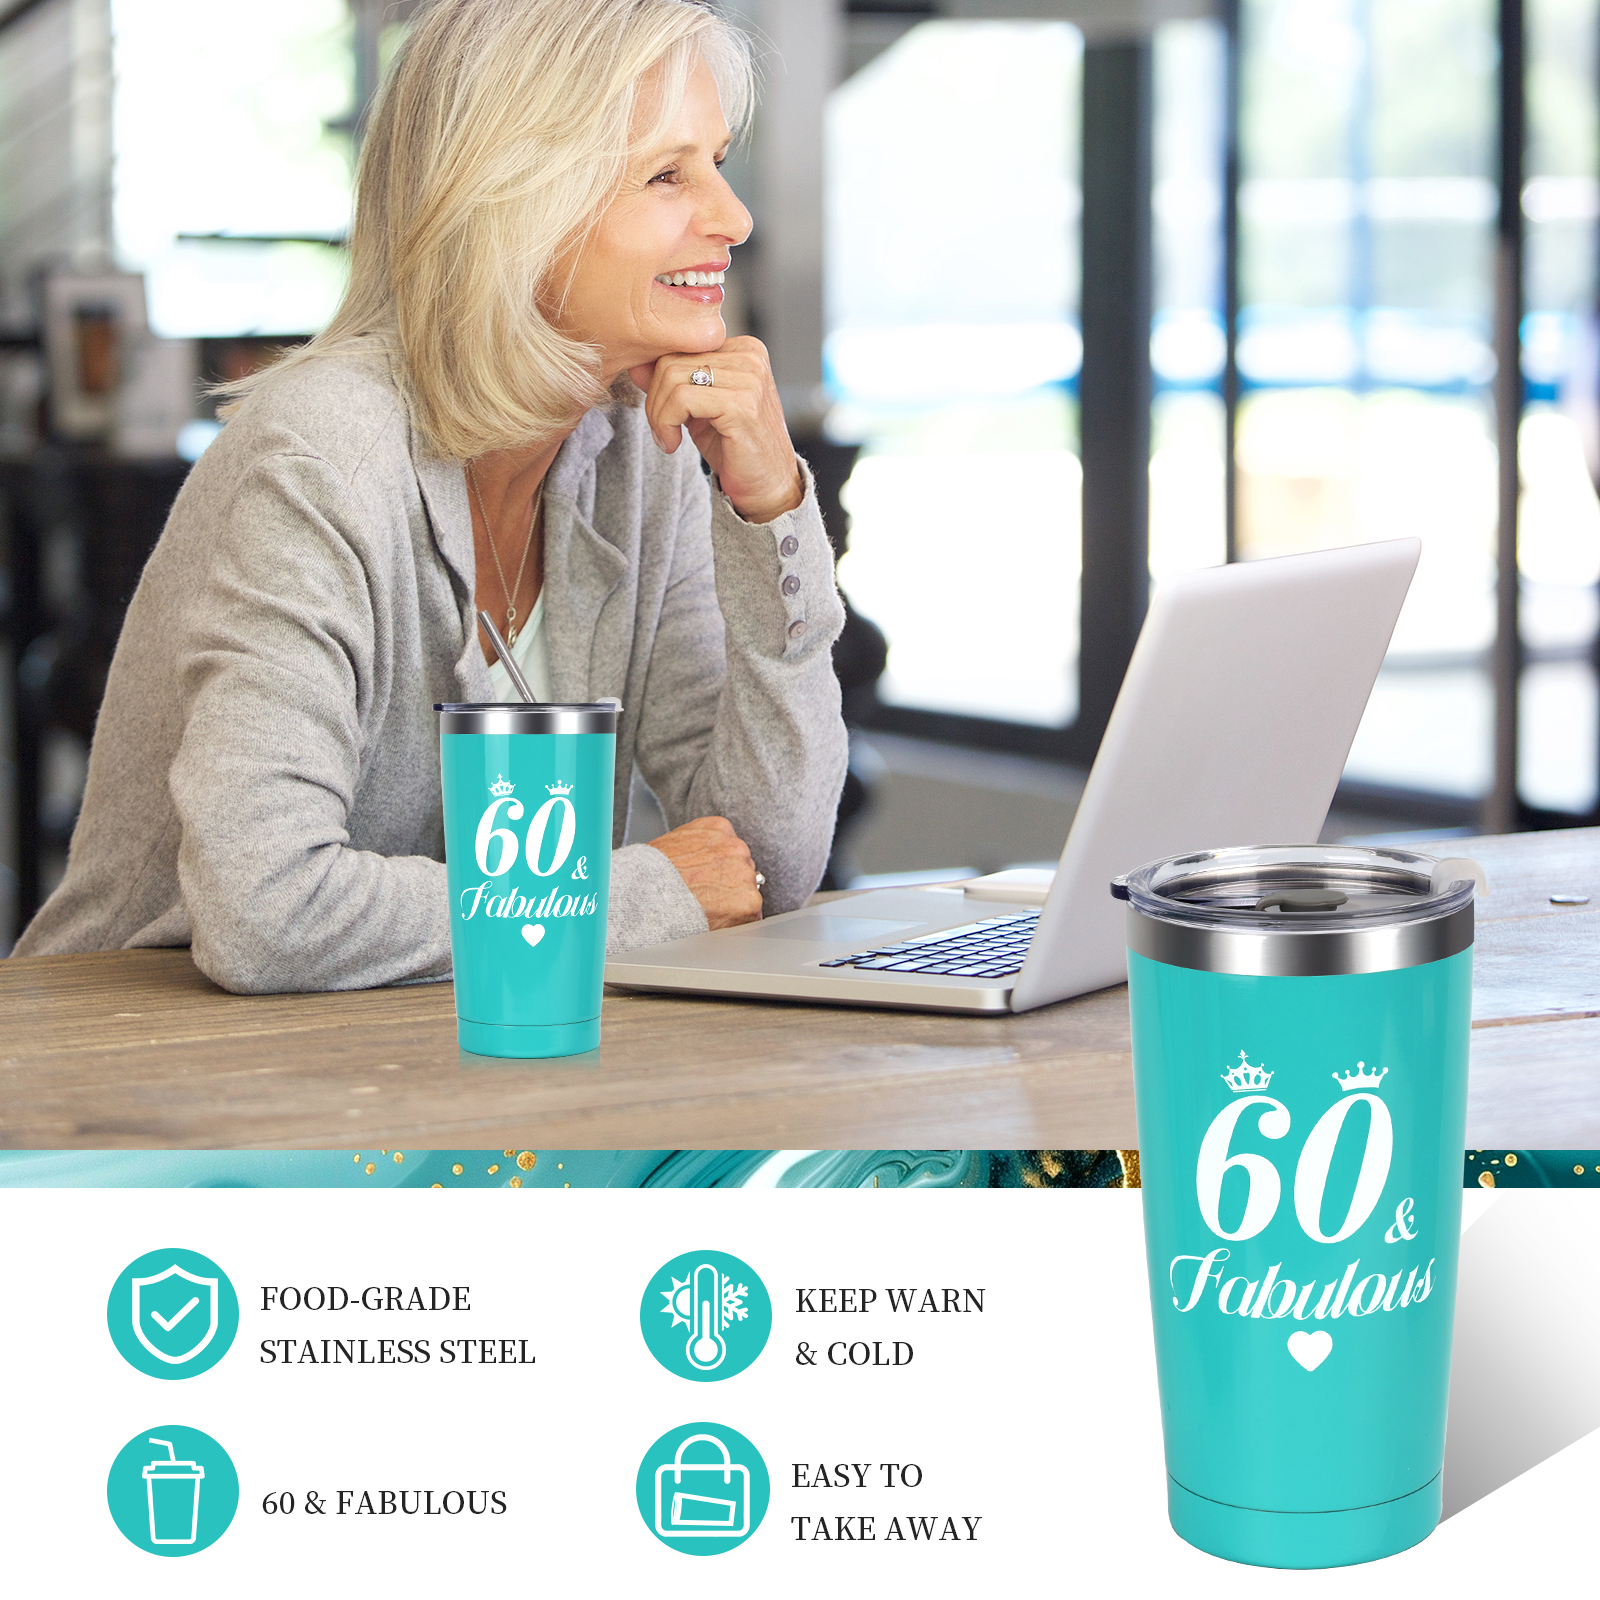 60 &
Fabulous
60 &
Fabulous
FOOD-GRADE
STAINLESS STEEL
KEEP WARN
& COLD
60 & FABULOUS
EASY TO
TAKE AWAY